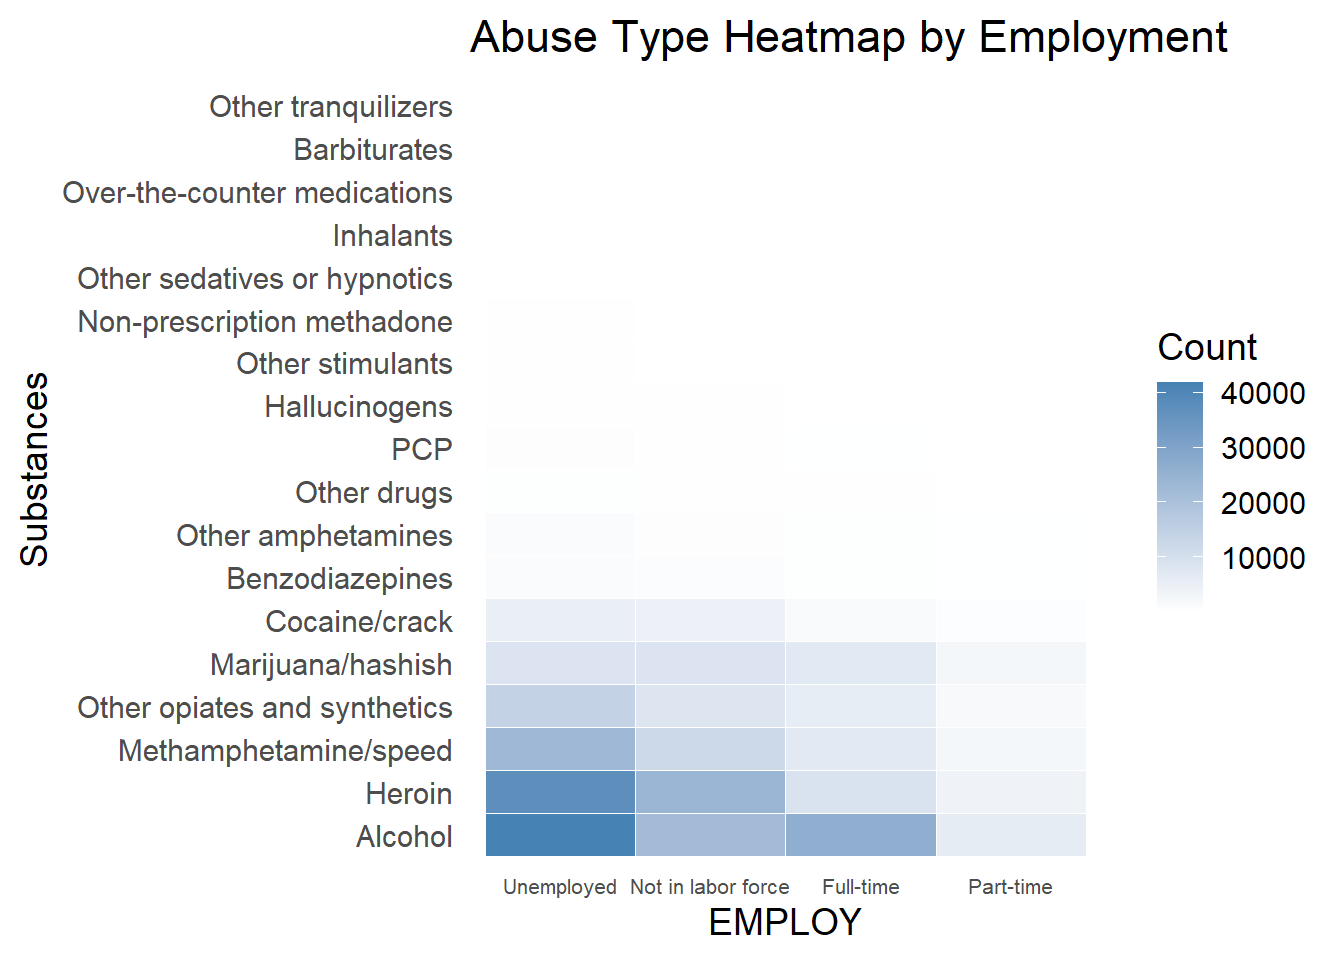 Abuse Type Heatmap by Employment
Substances
Other tranquilizers
Barbiturates
Over-the-counter medications
Inhalants
Other sedatives or hypnotics
Non-prescription methadone
Other stimulants
Hallucinogens
PCP
Other drugs
Other amphetamines
Benzodiazepines
Cocaine/crack
Marijuana/hashish
Other opiates and synthetics
Methamphetamine/speed
Heroin
Alcohol
Unemployed Not in labor force Full-time Part-time
EMPLOY
Count
40000
30000
20000
10000